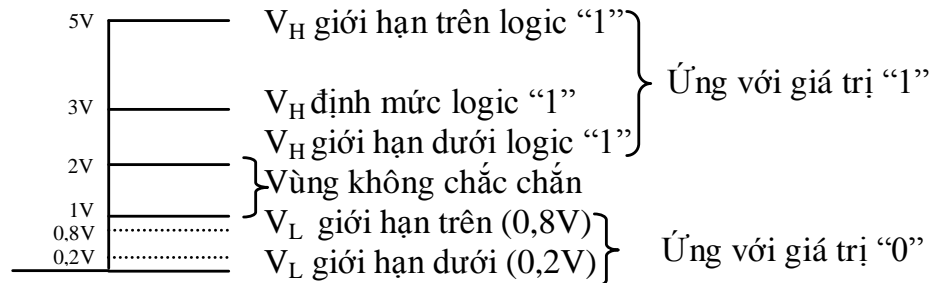 5V V_H giới hạn trên logic “1”
Ứng với giá trị “1”
3V V_H định mức logic “1”
V_H giới hạn dưới logic “1”
2V
Vùng không chắc chắn
1V V_L giới hạn trên (0,8V)
0,8V
Ứng với giá trị “0”
0,2V V_L giới hạn dưới (0,2V)